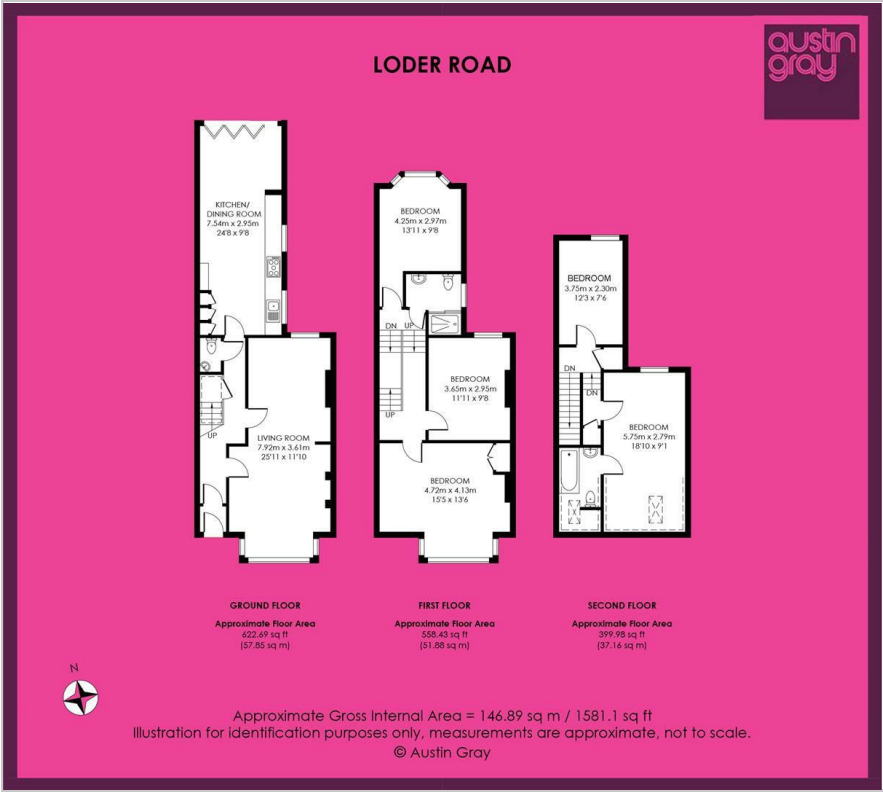 LODER ROAD
austin
gray
KITCHEN/
DINING ROOM
7.54m x 2.95m
24'8 x 9'8
UP
LIVING ROOM
7.92m x 3.61m
25'11 x 11'10
BEDROOM
4.25m x 2.97m
13'11 x 9'8
DN UP
BEDROOM
3.65m x 2.95m
11'11 x 9'8
UP
BEDROOM
4.72m x 4.13m
15'5 x 13'6
BEDROOM
3.75m x 2.30m
12'3 x 7'6
DN
DN
BEDROOM
5.75m x 2.79m
18'10 x 9'1
GROUND FLOOR
Approximate Floor Area
622.69 sq ft
(57.85 sq m)
FIRST FLOOR
Approximate Floor Area
558.43 sq ft
(51.88 sq m)
SECOND FLOOR
Approximate Floor Area
399.98 sq ft
(37.16 sq m)
N
Approximate Gross Internal Area = 146.89 sq m / 1581.1 sq ft
Illustration for identification purposes only, measurements are approximate, not to scale.
© Austin Gray